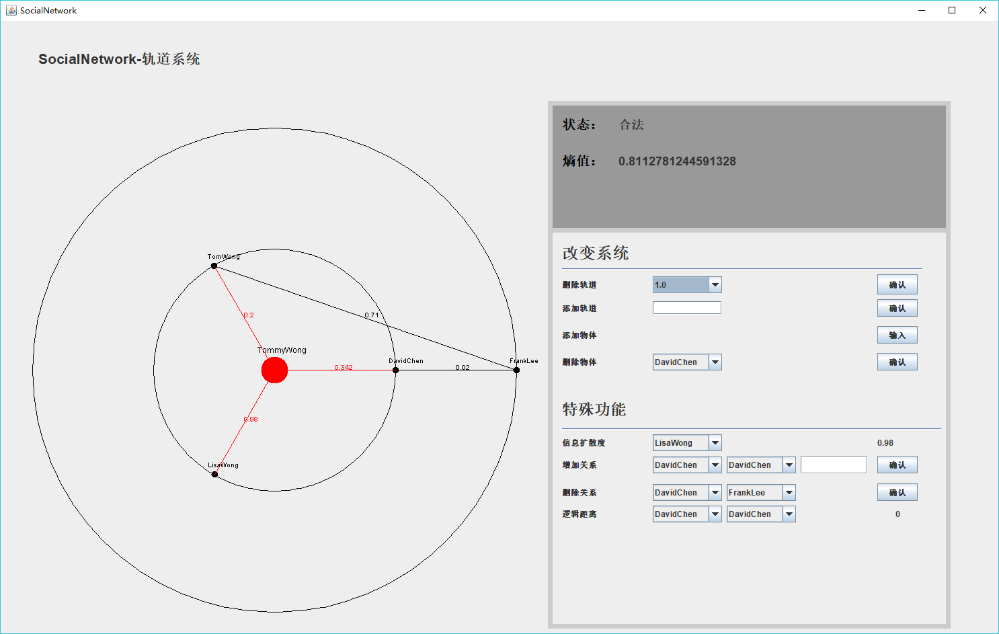 SocialNetwork
SocialNetwork-轨道系统
TomWong
0.2
0.71
TommyWong
DavidChen
FrankLee
0.342
0.02
0.98
LisaWong
状态： 合法
熵值： 0.8112781244591328
改变系统
删除轨道 1.0 确认
添加轨道 确认
添加物体 输入
删除物体 DavidChen 确认
特殊功能
信息扩散度 LisaWong 0.98
增加关系 DavidChen DavidChen 确认
删除关系 DavidChen FrankLee 确认
逻辑距离 DavidChen DavidChen 0